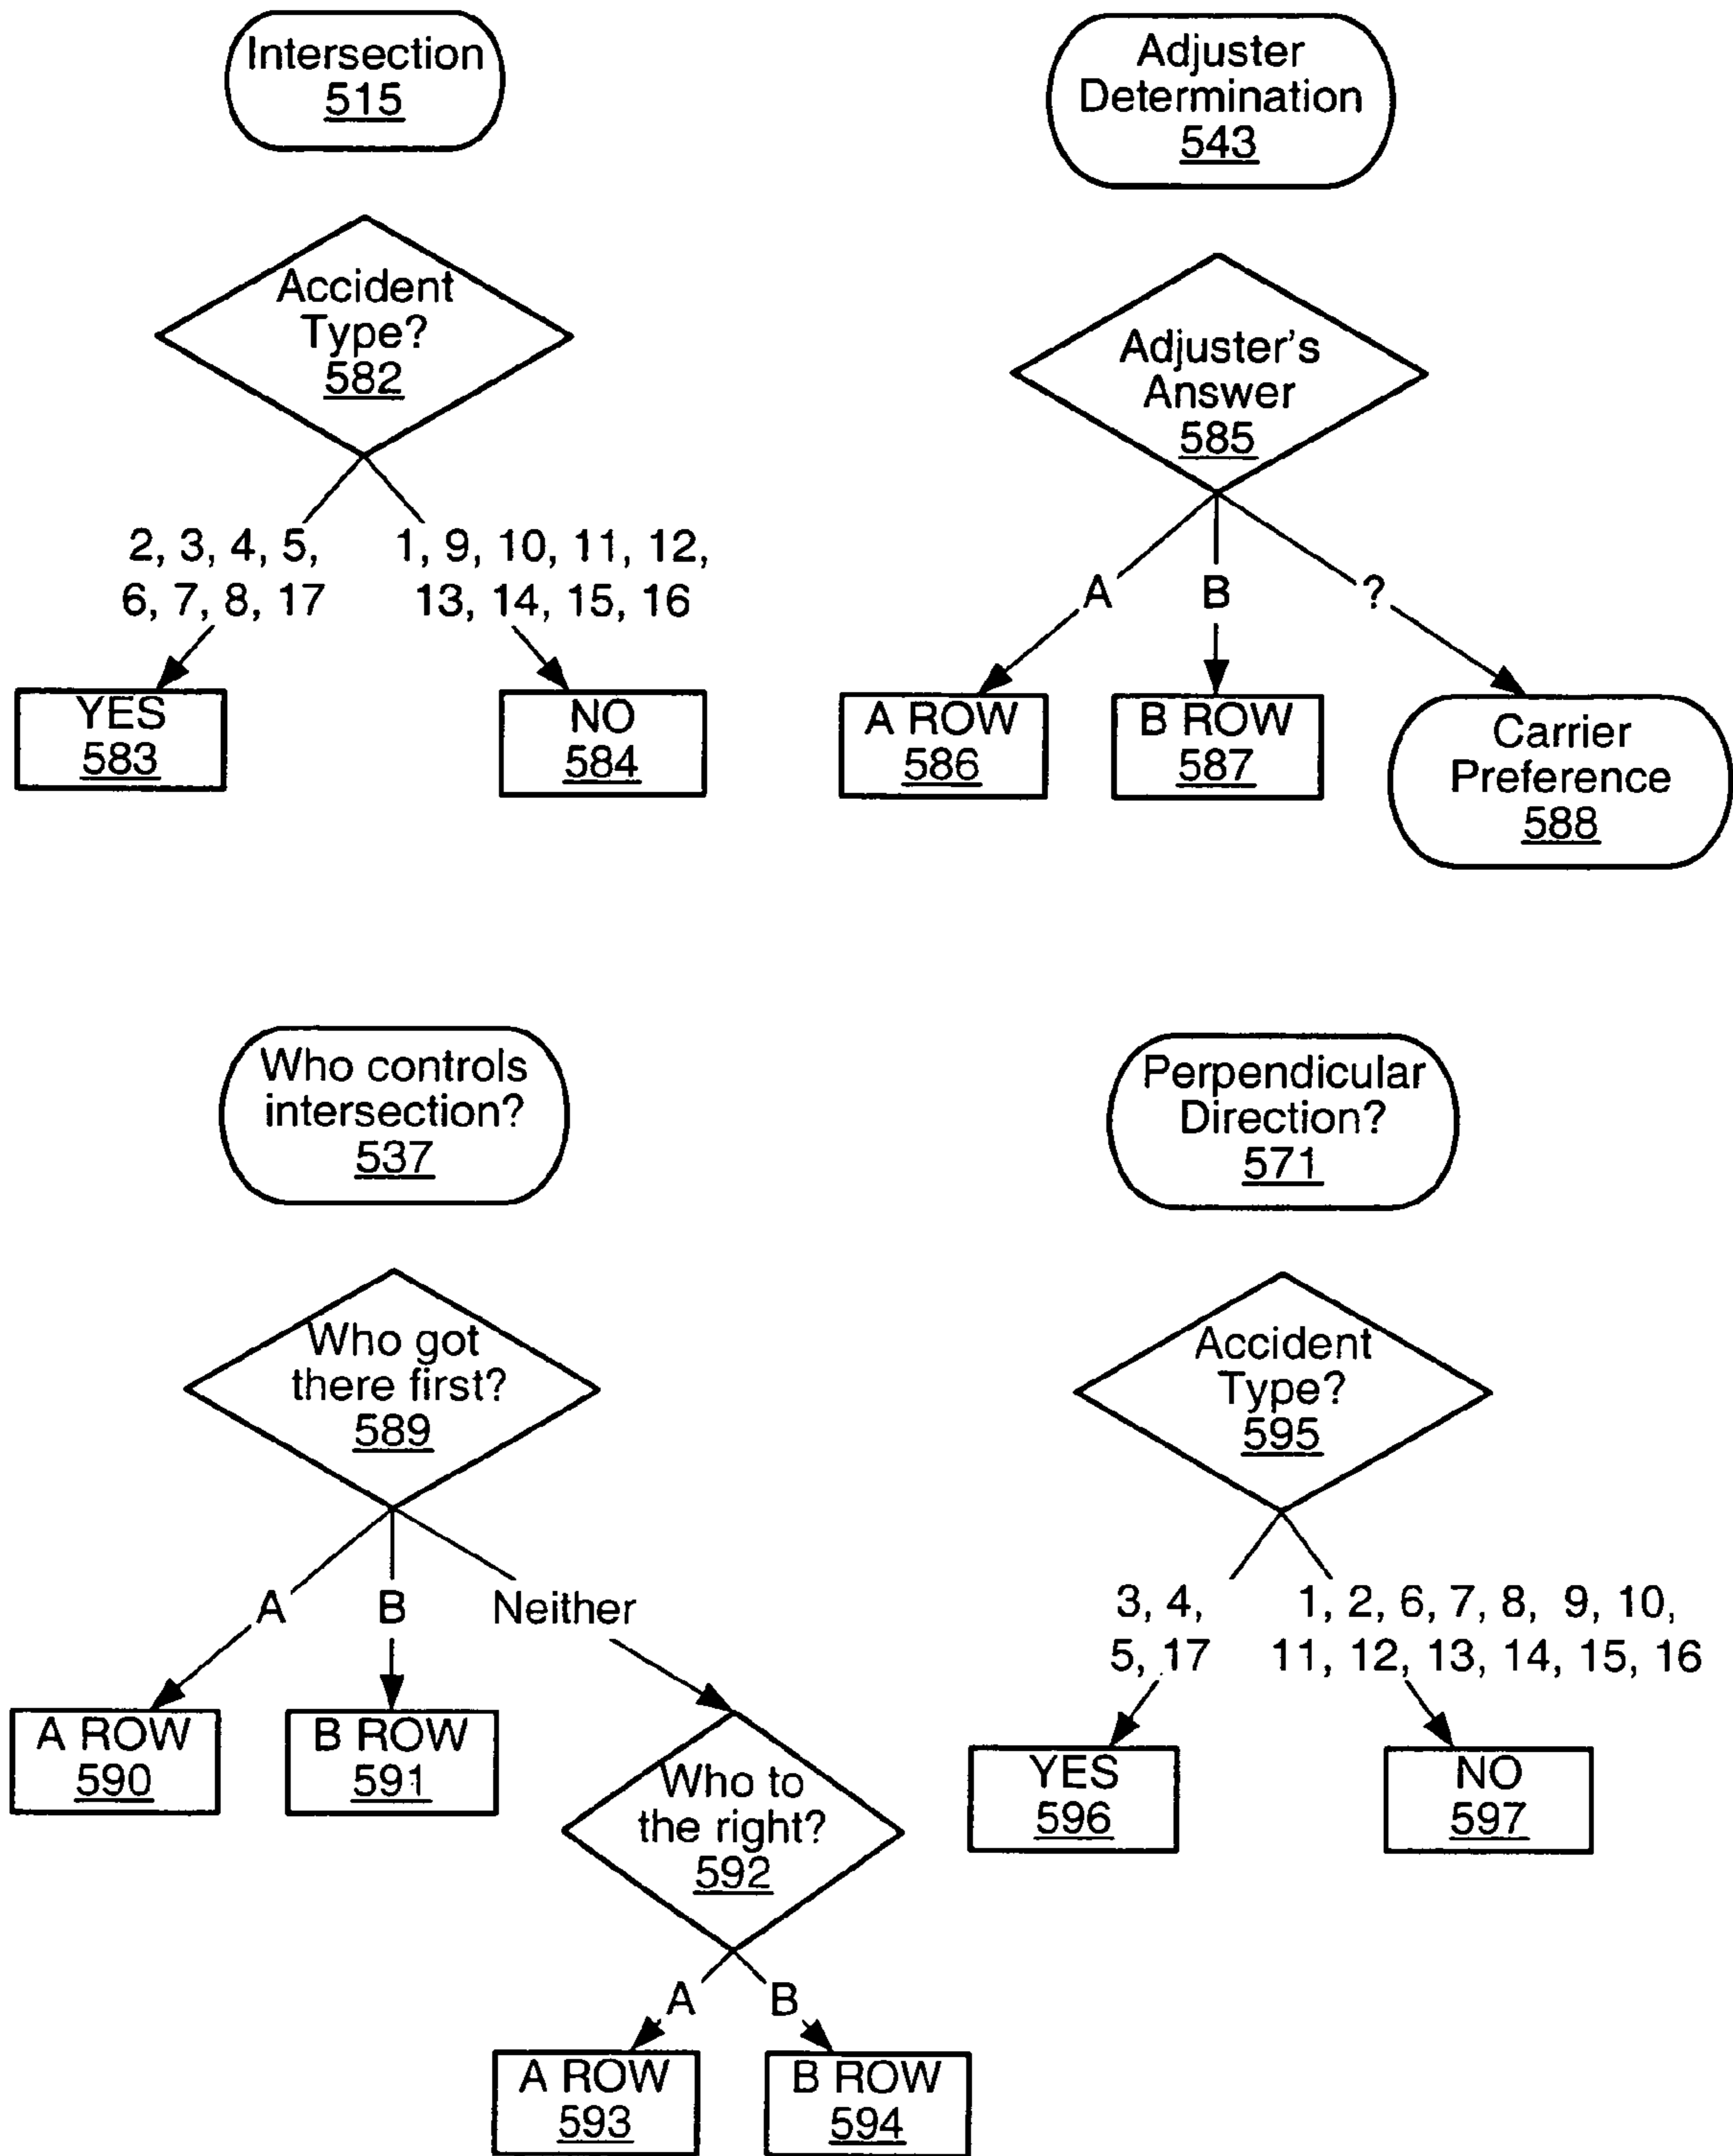 Intersection
515
Accident
Type?
582
2, 3, 4, 5,
6, 7, 8, 17
1, 9, 10, 11, 12,
13, 14, 15, 16
YES
583
NO
584
Adjuster
Determination
543
Adjuster's
Answer
585
A
B
?
A ROW
586
B ROW
587
Carrier
Preference
588
Who controls
intersection?
537
Who got
there first?
589
A
B
Neither
A ROW
590
B ROW
591
Who to
the right?
592
A
B
A ROW
593
B ROW
594
Perpendicular
Direction?
571
Accident
Type?
595
3, 4,
5, 17
1, 2, 6, 7, 8, 9, 10,
11, 12, 13, 14, 15, 16
YES
596
NO
597